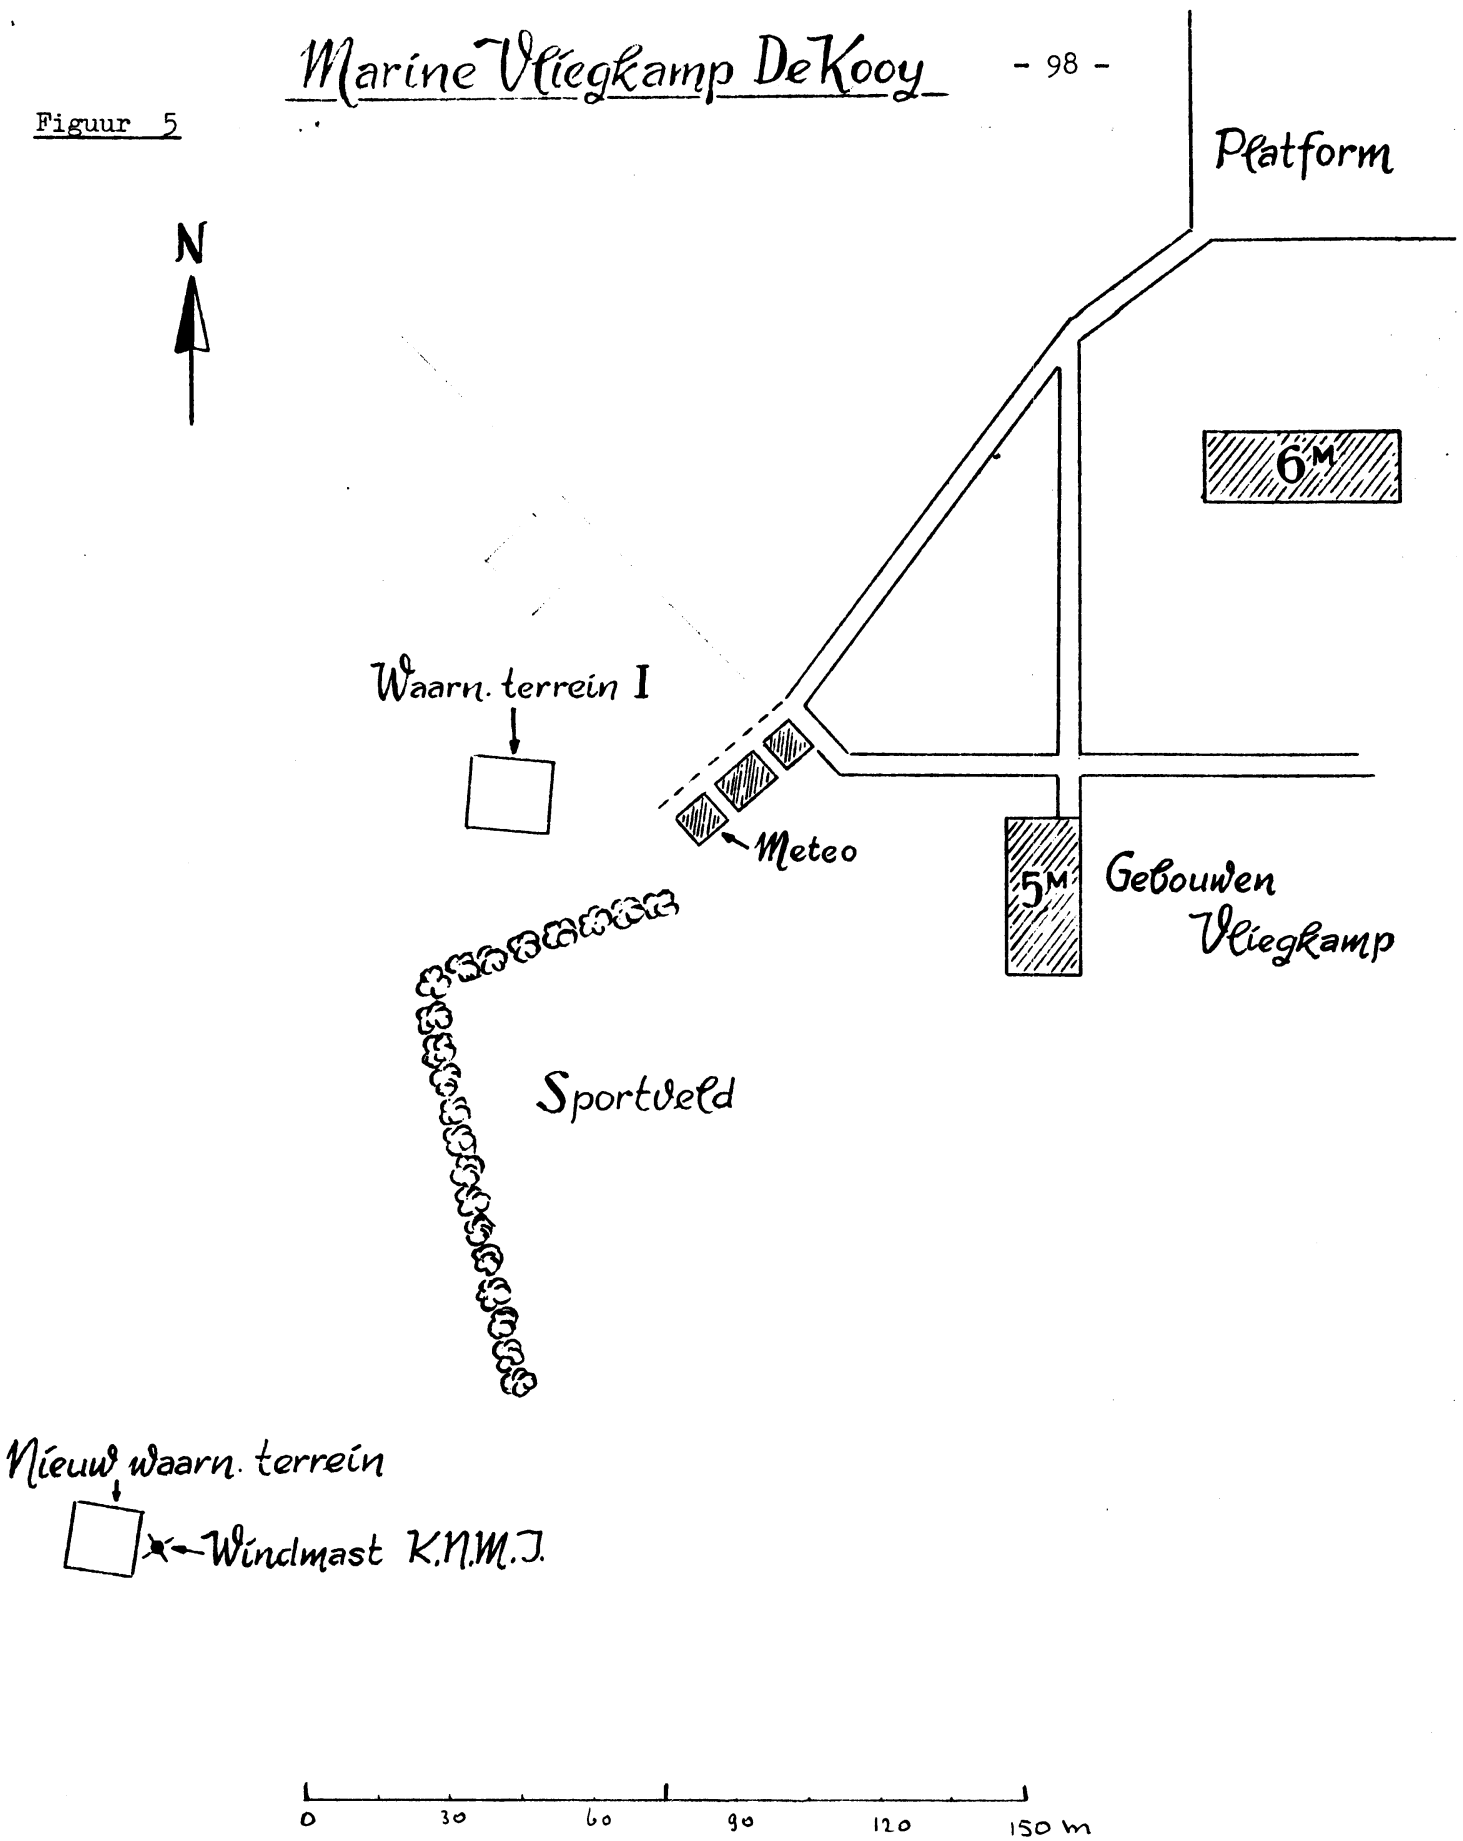 Marine Vliegkamp De Kooy
- 98 -
Figuur 5
Platform
N
6M
Waarn. terrein I
Meteo
5M
Gebouwen
Vliegkamp
Sportveld
Nieuw waarn. terrein
Windmast K.N.M.I.
0 30 60 90 120 150 m